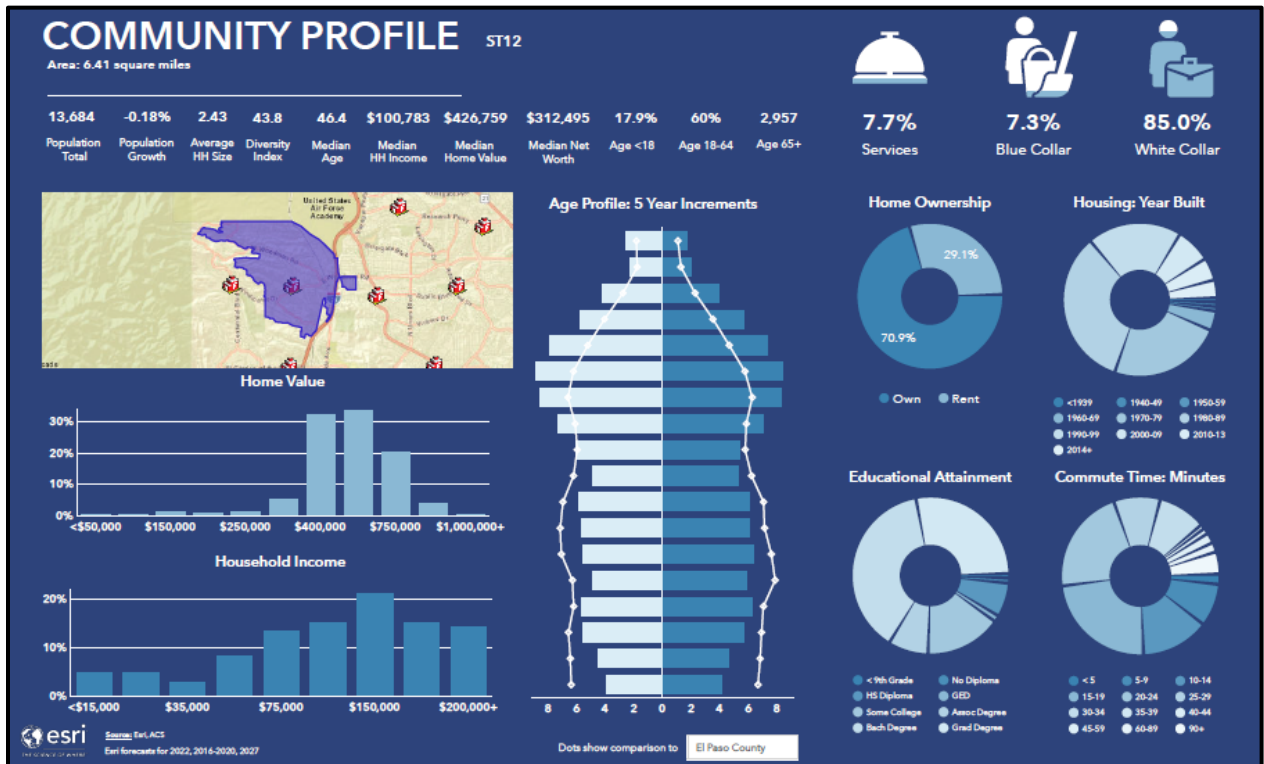 COMMUNITY PROFILE ST12
Area: 6.41 square miles
13,684 -0.18% 2.43 43.8 46.4 $100,783 $426,759 $312,495 17.9% 60% 2,957
Population Total
Population Growth
Average HH Size
Diversity Index
Median Age
Median HH Income
Median Home Value
Median Net Worth
Age <18
Age 18-64
Age 65+
7.7% 7.3% 85.0%
Services Blue Collar White Collar
United States
Air Force
Academy
Age Profile: 5 Year Increments
8 6 4 2 0 2 4 6 8
Dots show comparison to El Paso County
Home Value
30%
20%
10%
0%
<$50,000 $150,000 $250,000 $400,000 $750,000 $1,000,000+
Household Income
20%
10%
0%
<$15,000 $35,000 $75,000 $150,000 $200,000+
Home Ownership
29.1%
70.9%
Own Rent
Housing: Year Built
<1939 1940-49 1950-59
1960-69 1970-79 1980-89
1990-99 2000-09 2010-13
2014+
Educational Attainment
< 9th Grade No Diploma
HS Diploma GED
Some College Assoc Degree
Bach Degree Grad Degree
Commute Time: Minutes
< 5 5-9 10-14
15-19 20-24 25-29
30-34 35-39 40-44
45-59 60-89 90+
esri
THE SCIENCE OF WHERE
Source: Esri, ACS
Esri forecasts for 2022, 2016-2020, 2027